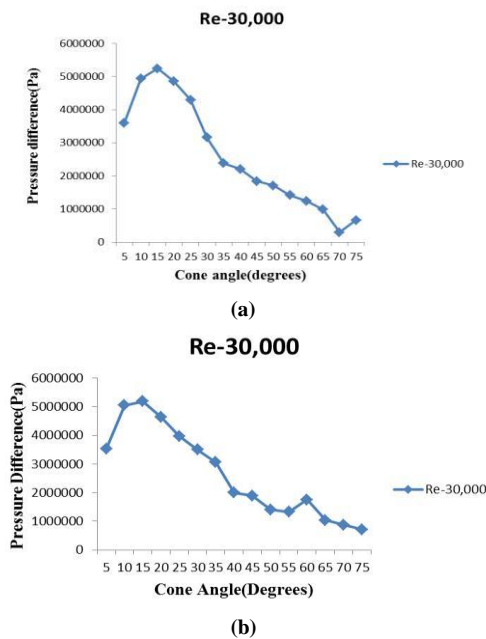 Re-30,000
6000000
5000000
4000000
3000000
2000000
1000000
0
Pressure difference(Pa)
Re-30,000
5 10 15 20 25 30 35 40 45 50 55 60 65 70 75
Cone angle(degrees)
(a)
Re-30,000
6000000
5000000
4000000
3000000
2000000
1000000
0
Pressure Difference(Pa)
Re-30,000
5 10 15 20 25 30 35 40 45 50 55 60 65 70 75
Cone Angle(Degrees)
(b)